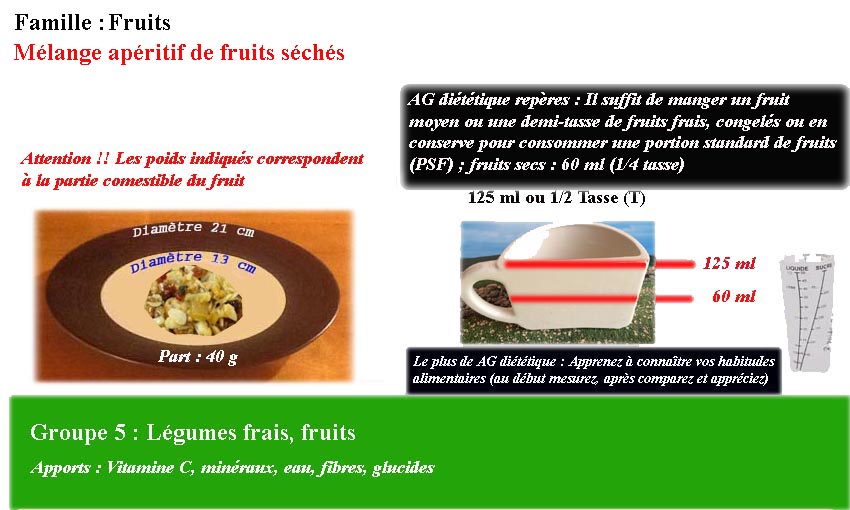 Famille : Fruits
Mélange apéritif de fruits séchés
AG diététique repères : Il suffit de manger un fruit
moyen ou une demi-tasse de fruits frais, congelés ou en
conserve pour consommer une portion standard de fruits
(PSF) ; fruits secs : 60 ml (1/4 tasse)
Attention !! Les poids indiqués correspondent
à la partie comestible du fruit
125 ml ou 1/2 Tasse (T)
Diamètre 21 cm
Diamètre 13 cm
Part : 40 g
125 ml
60 ml
LIQUIDE SUCRE
Le plus de AG diététique : Apprenez à connaître vos habitudes
alimentaires (au début mesurez, après comparez et appréciez)
Groupe 5 : Légumes frais, fruits
Apports : Vitamine C, minéraux, eau, fibres, glucides